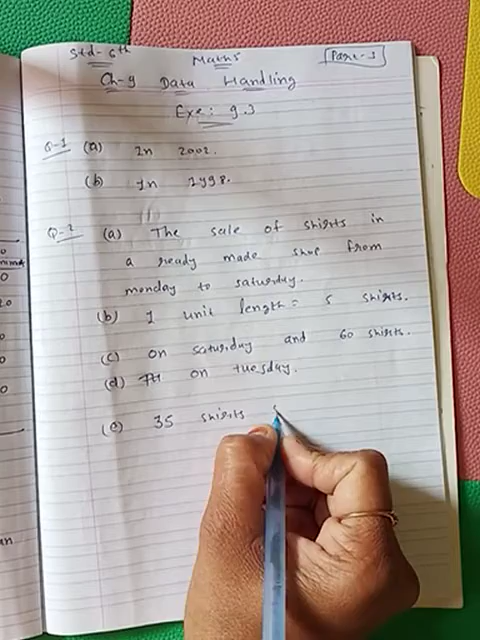 Std-6th Maths Part-3
Ch-9 Data Handling
Exe: 9.3
Q-1 (a) In 2002.
(b) In 1998.
Q-2 (a) The sale of shirts in
a ready made shop from
monday to saturday.
(b) 1 unit length = 5 shirts.
(c) on saturday and 60 shirts.
(d) on tuesday.
(e) 35 shirts